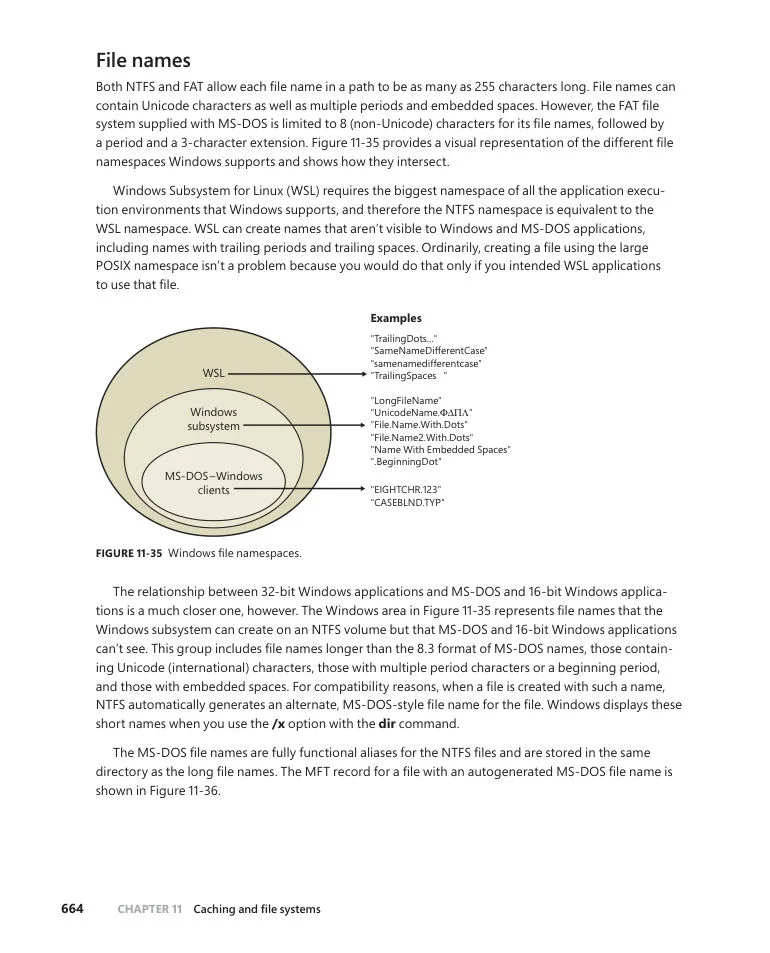 File names
Both NTFS and FAT allow each file name in a path to be as many as 255 characters long. File names can
contain Unicode characters as well as multiple periods and embedded spaces. However, the FAT file
system supplied with MS-DOS is limited to 8 (non-Unicode) characters for its file names, followed by
a period and a 3-character extension. Figure 11-35 provides a visual representation of the different file
namespaces Windows supports and shows how they intersect.
Windows Subsystem for Linux (WSL) requires the biggest namespace of all the application execu-
tion environments that Windows supports, and therefore the NTFS namespace is equivalent to the
WSL namespace. WSL can create names that aren't visible to Windows and MS-DOS applications,
including names with trailing periods and trailing spaces. Ordinarily, creating a file using the large
POSIX namespace isn't a problem because you would do that only if you intended WSL applications
to use that file.
Examples
"TrailingDots..."
"SameNameDifferentCase"
"samenamedifferentcase"
"TrailingSpaces   "
WSL
"LongFileName"
"UnicodeName.ΦΔΠΛ"
"File.Name.With.Dots"
"File.Name2.With.Dots"
"Name With Embedded Spaces"
".BeginningDot"
Windows
subsystem
MS-DOS–Windows
clients
"EIGHTCHR.123"
"CASEBLND.TYP"
FIGURE 11-35 Windows file namespaces.
The relationship between 32-bit Windows applications and MS-DOS and 16-bit Windows applica-
tions is a much closer one, however. The Windows area in Figure 11-35 represents file names that the
Windows subsystem can create on an NTFS volume but that MS-DOS and 16-bit Windows applications
can't see. This group includes file names longer than the 8.3 format of MS-DOS names, those contain-
ing Unicode (international) characters, those with multiple period characters or a beginning period,
and those with embedded spaces. For compatibility reasons, when a file is created with such a name,
NTFS automatically generates an alternate, MS-DOS-style file name for the file. Windows displays these
short names when you use the /x option with the dir command.
The MS-DOS file names are fully functional aliases for the NTFS files and are stored in the same
directory as the long file names. The MFT record for a file with an autogenerated MS-DOS file name is
shown in Figure 11-36.
664 CHAPTER 11 Caching and file systems